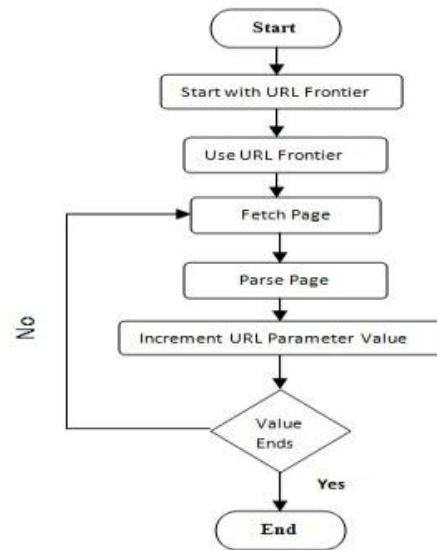 Start
Start with URL Frontier
Use URL Frontier
Fetch Page
Parse Page
No
Increment URL Parameter Value
Value
Ends
Yes
End